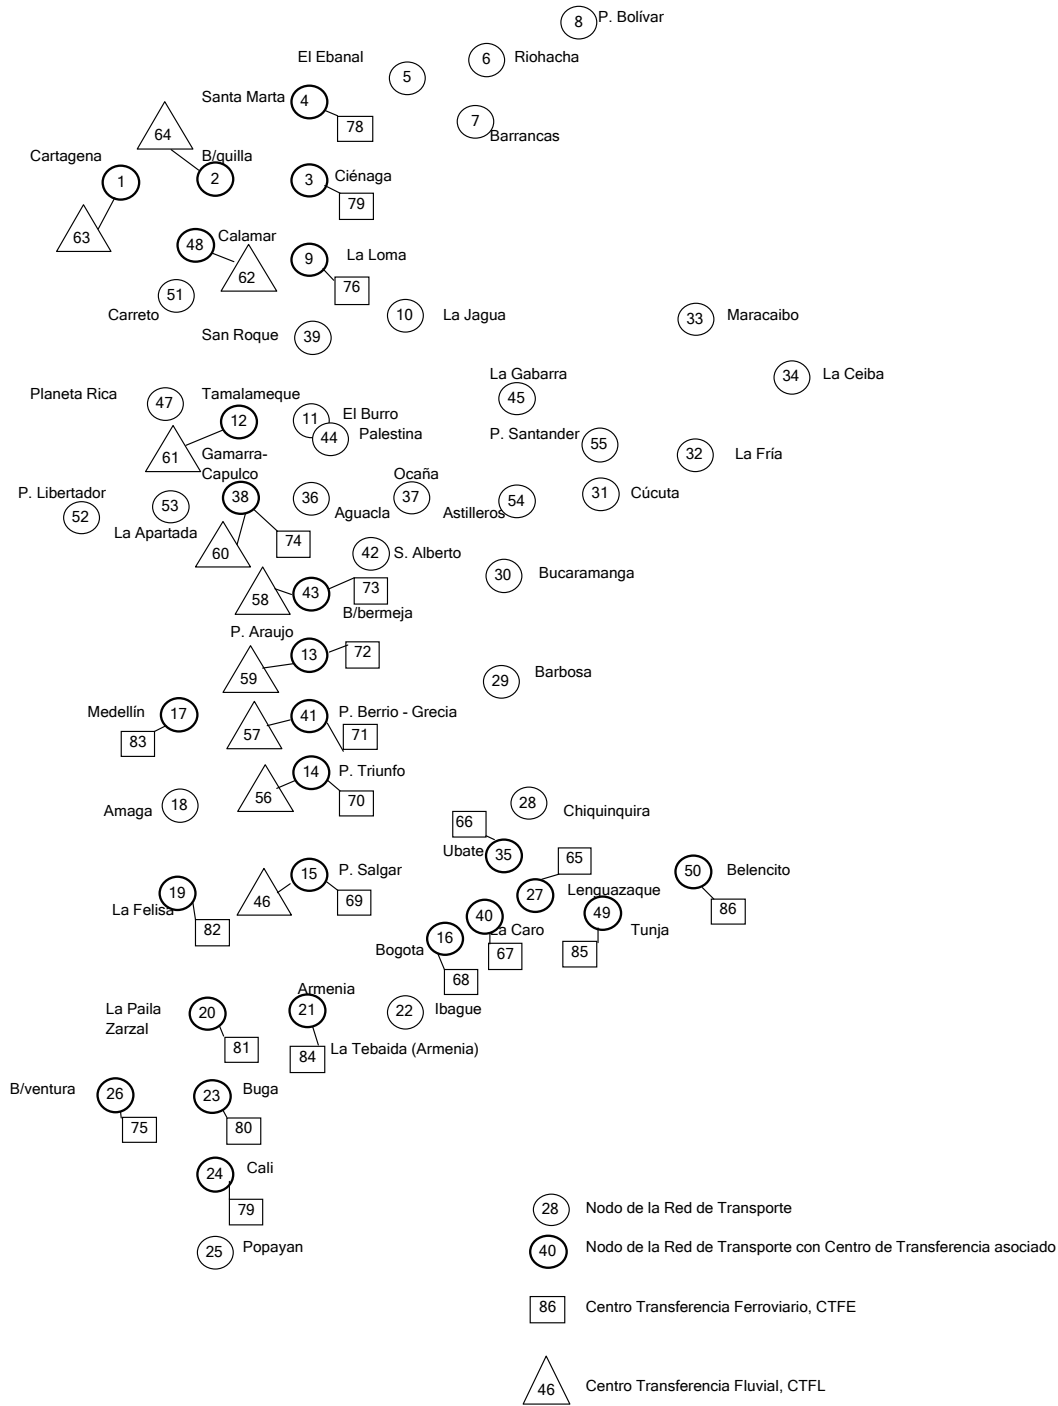 8 P. Bolívar
El Ebanal
6 Riohacha
5
Santa Marta 4
78
7
Barrancas
64
Cartagena
B/quilla
1
2
3 Ciénaga
79
63
48 Calamar
62
9 La Loma
76
51
Carreto
10 La Jagua
33 Maracaibo
San Roque 39
La Gabarra
45
34 La Ceiba
Planeta Rica 47
Tamalameque
12
11 El Burro
44 Palestina
P. Santander 55
32 La Fría
61
Gamarra-
Capulco
Ocaña
P. Libertador
52
53
La Apartada
38
36
Aguacla
37
Astilleros 54
31 Cúcuta
60
74
42 S. Alberto
58
43
73
B/bermeja
30 Bucaramanga
P. Araujo
13
72
59
29 Barbosa
Medellín 17
83
57
41 P. Berrio - Grecia
71
14 P. Triunfo
56
70
Amaga 18
28 Chiquinquira
66
Ubate 35
65
27 Lenguazaque
50 Belencito
86
15 P. Salgar
46
69
19
La Felisa
82
40
La Caro
67
49
Tunja
85
Bogota 16
68
La Paila
Zarzal
20
81
Armenia
21
84 La Tebaida (Armenia)
22 Ibague
B/ventura 26
75
23 Buga
80
24 Cali
79
25 Popayan
28 Nodo de la Red de Transporte
40 Nodo de la Red de Transporte con Centro de Transferencia asociado
86 Centro Transferencia Ferroviario, CTFE
46 Centro Transferencia Fluvial, CTFL